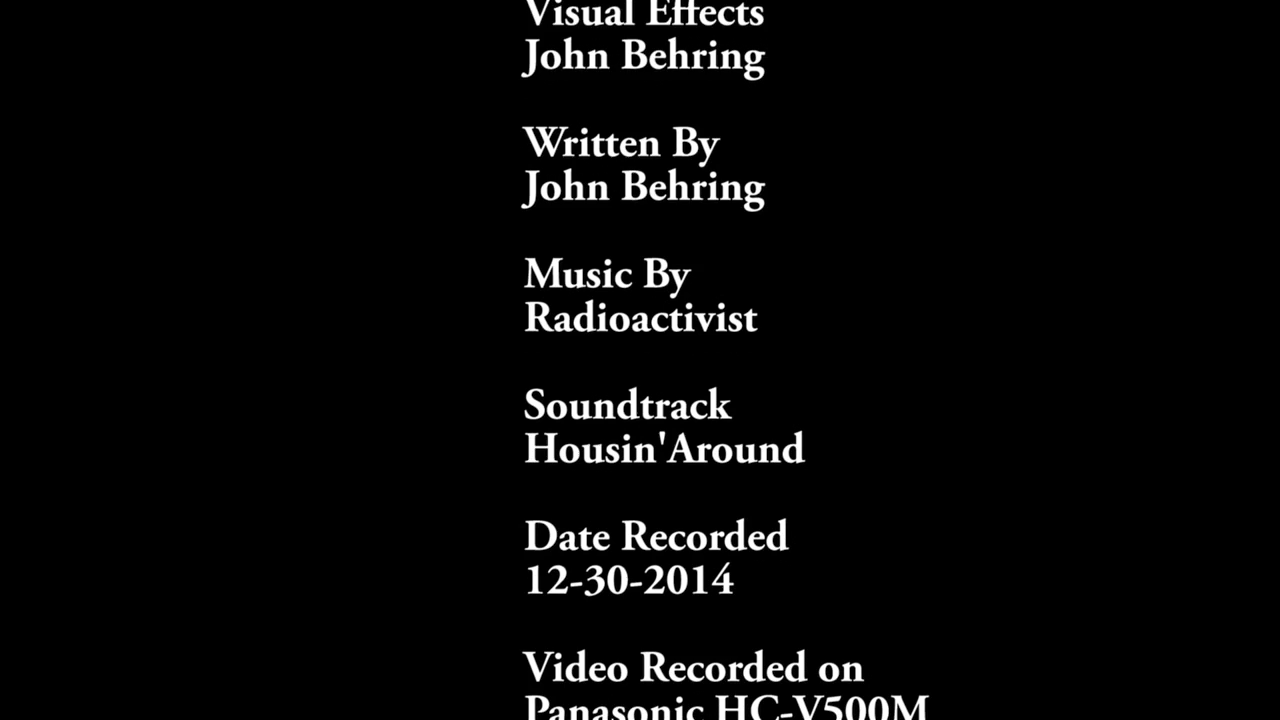 Visual Effects
John Behring
Written By
John Behring
Music By
Radioactivist
Soundtrack
Housin'Around
Date Recorded
12-30-2014
Video Recorded on
Panasonic HC-V500M